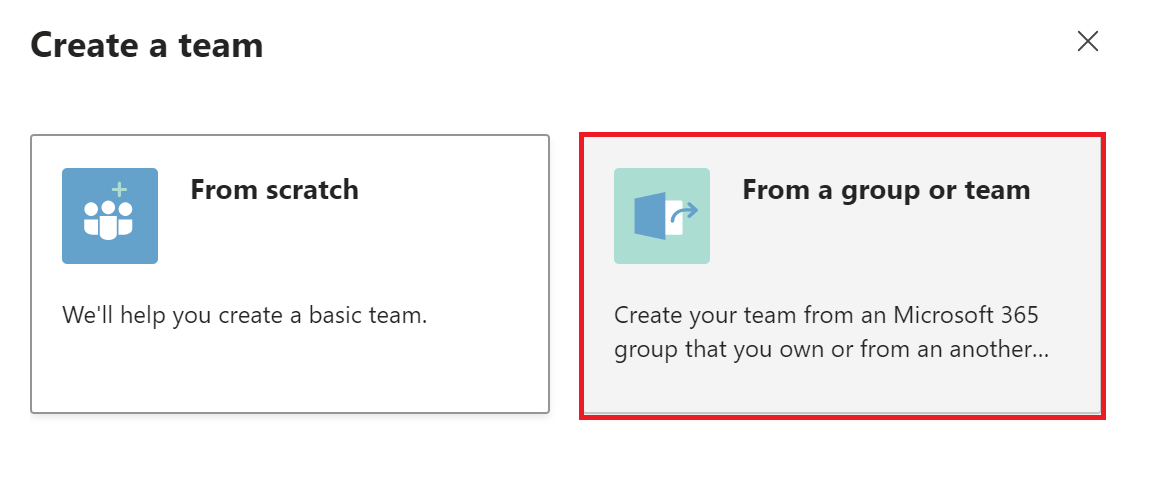 Create a team
From scratch
We'll help you create a basic team.
From a group or team
Create your team from an Microsoft 365
group that you own or from an another...